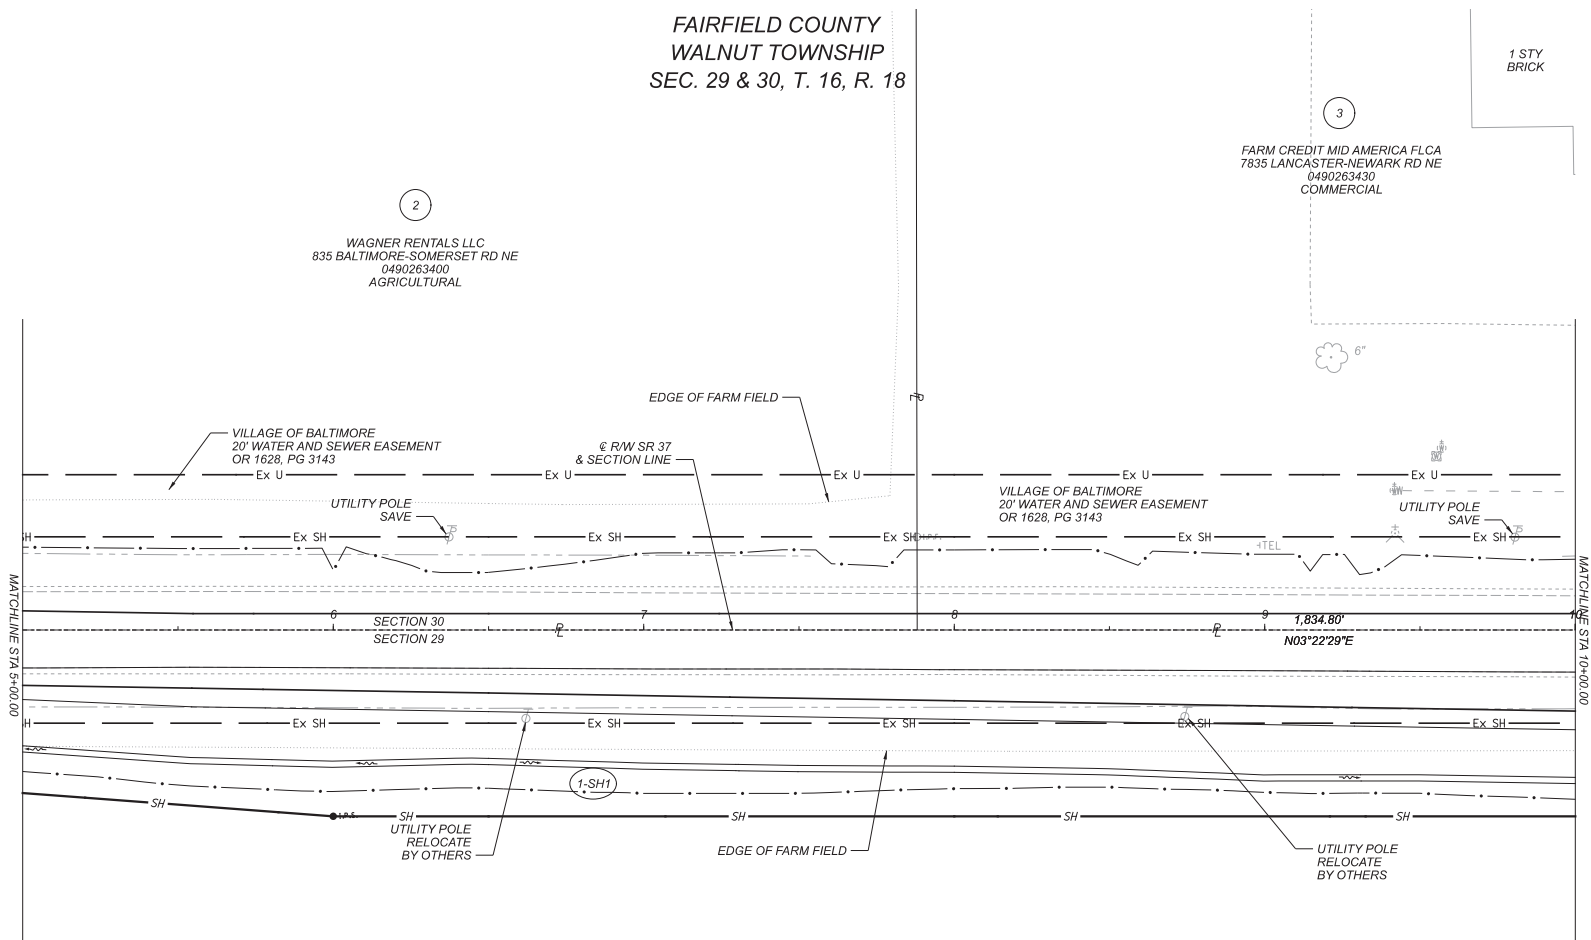 FAIRFIELD COUNTY
WALNUT TOWNSHIP
SEC. 29 & 30, T. 16, R. 18
1 STY
BRICK
3
FARM CREDIT MID AMERICA FLCA
7835 LANCASTER-NEWARK RD NE
0490263430
COMMERCIAL
2
WAGNER RENTALS LLC
835 BALTIMORE-SOMERSET RD NE
0490263400
AGRICULTURAL
6"
EDGE OF FARM FIELD
PL
VILLAGE OF BALTIMORE
20' WATER AND SEWER EASEMENT
OR 1628, PG 3143
℄ R/W SR 37
& SECTION LINE
Ex U
Ex U
Ex U
Ex U
Ex U
VILLAGE OF BALTIMORE
20' WATER AND SEWER EASEMENT
OR 1628, PG 3143
UTILITY POLE
SAVE
UTILITY POLE
SAVE
H
Ex SH
Ex SH
Ex SH
I.P.F.
Ex SH
Ex SH
TEL
MATCHLINE STA 5+00.00
MATCHLINE STA 10+00.00
6
7
8
9
10
SECTION 30
SECTION 29
PL
PL
1,834.80'
N03°22'29"E
H
Ex SH
Ex SH
Ex SH
Ex SH
Ex SH
1-SH1
SH
I.P.S.
SH
SH
SH
SH
UTILITY POLE
RELOCATE
BY OTHERS
EDGE OF FARM FIELD
UTILITY POLE
RELOCATE
BY OTHERS